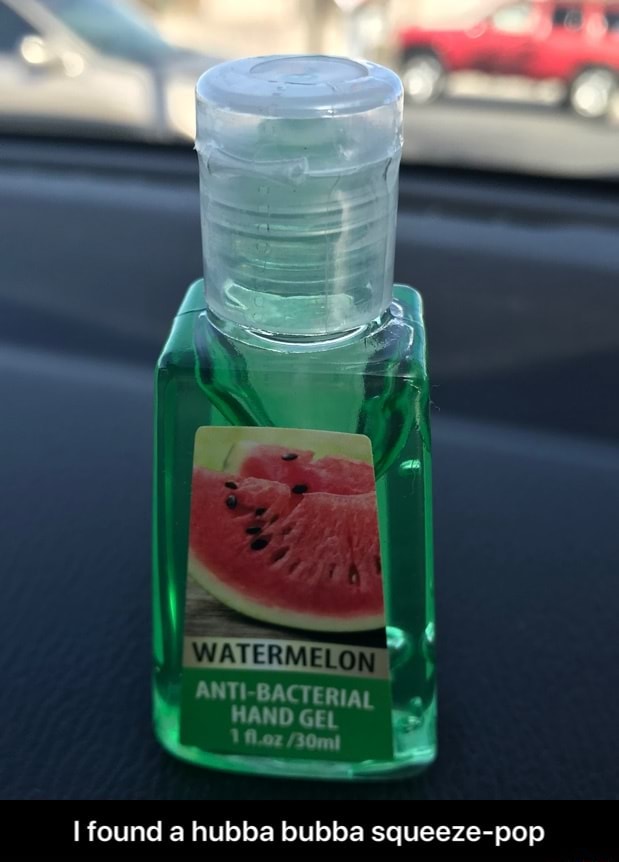 WATERMELON
ANTI-BACTERIAL
HAND GEL
1 fl.oz /30ml
I found a hubba bubba squeeze-pop